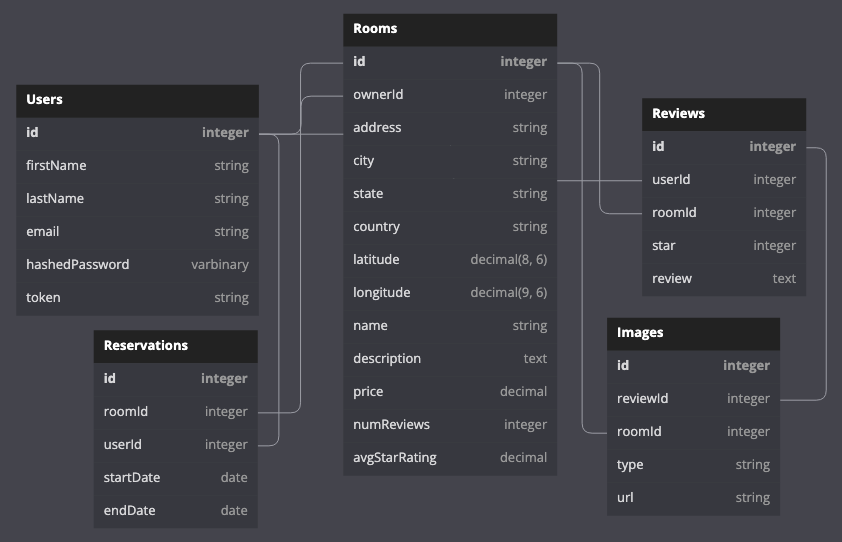 Users
id integer
firstName string
lastName string
email string
hashedPassword varbinary
token string
Reservations
id integer
roomId integer
userId integer
startDate date
endDate date
Rooms
id integer
ownerId integer
address string
city string
state string
country string
latitude decimal(8, 6)
longitude decimal(9, 6)
name string
description text
price decimal
numReviews integer
avgStarRating decimal
Reviews
id integer
userId integer
roomId integer
star integer
review text
Images
id integer
reviewId integer
roomId integer
type string
url string